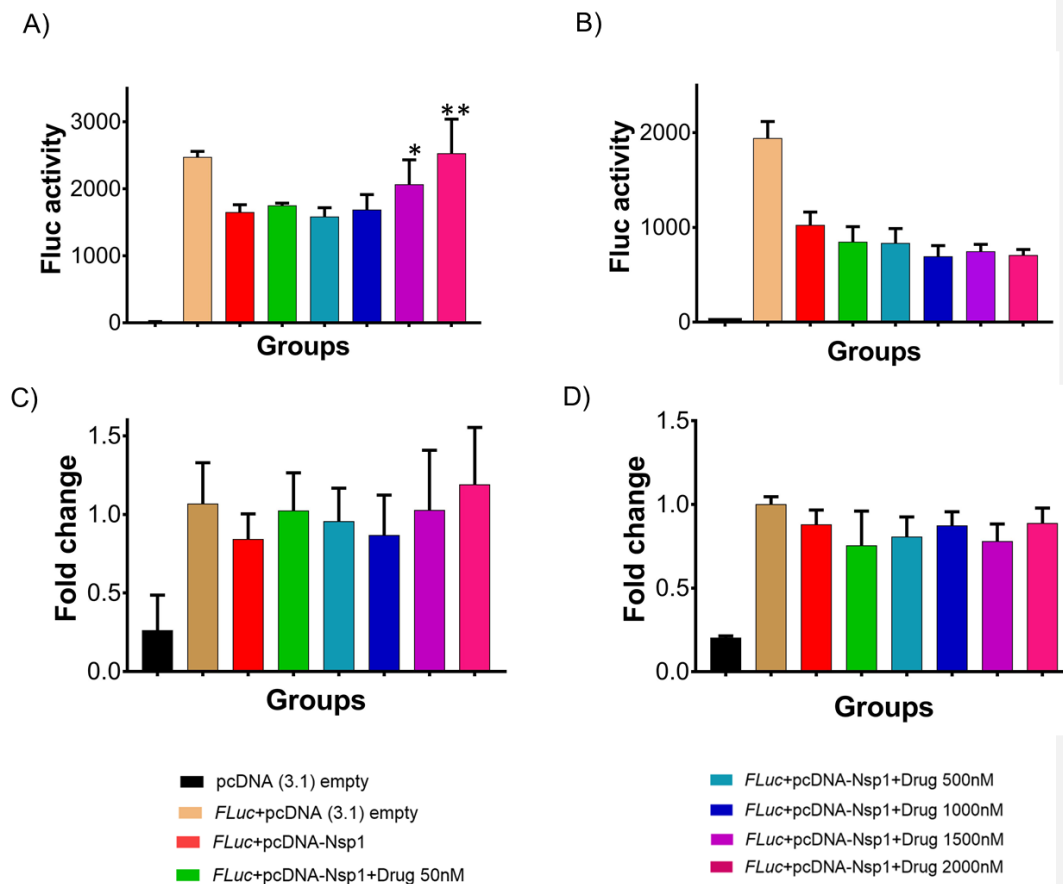 A)
Fluc activity
3000
2000
1000
0
*
**
Groups
B)
Fluc activity
2000
1000
0
Groups
C)
Fold change
1.5
1.0
0.5
0.0
Groups
D)
Fold change
1.5
1.0
0.5
0.0
Groups
pcDNA (3.1) empty
FLuc+pcDNA (3.1) empty
FLuc+pcDNA-Nsp1
FLuc+pcDNA-Nsp1+Drug 50nM
FLuc+pcDNA-Nsp1+Drug 500nM
FLuc+pcDNA-Nsp1+Drug 1000nM
FLuc+pcDNA-Nsp1+Drug 1500nM
FLuc+pcDNA-Nsp1+Drug 2000nM